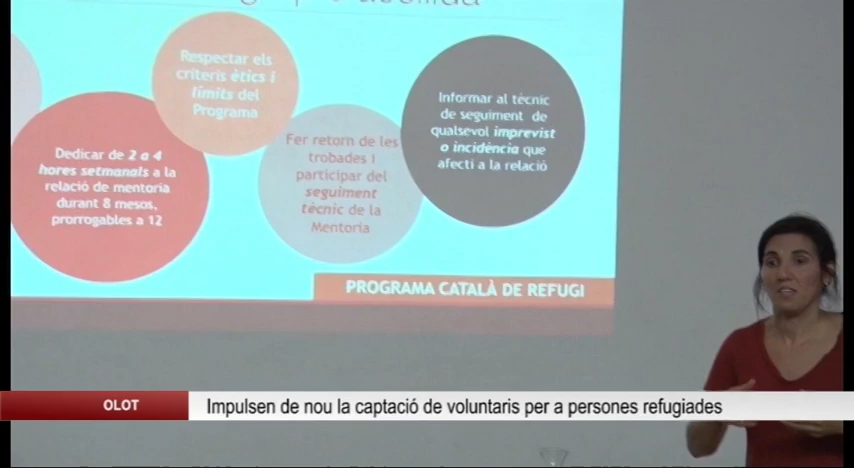 Respectar els
criteris ètics i
límits del
Programa
Informar al tècnic
de seguiment de
qualsevol imprevist
o incidència que
afecti a la relació
Dedicar de 2 a 4
hores setmanals a la
relació de mentoria
durant 8 mesos,
prorrogables a 12
Fer retorn de les
trobades i
participar del
seguiment
tècnic de la
Mentoria
PROGRAMA CATALÀ DE REFUGI
OLOT
Impulsen de nou la captació de voluntaris per a persones refugiades